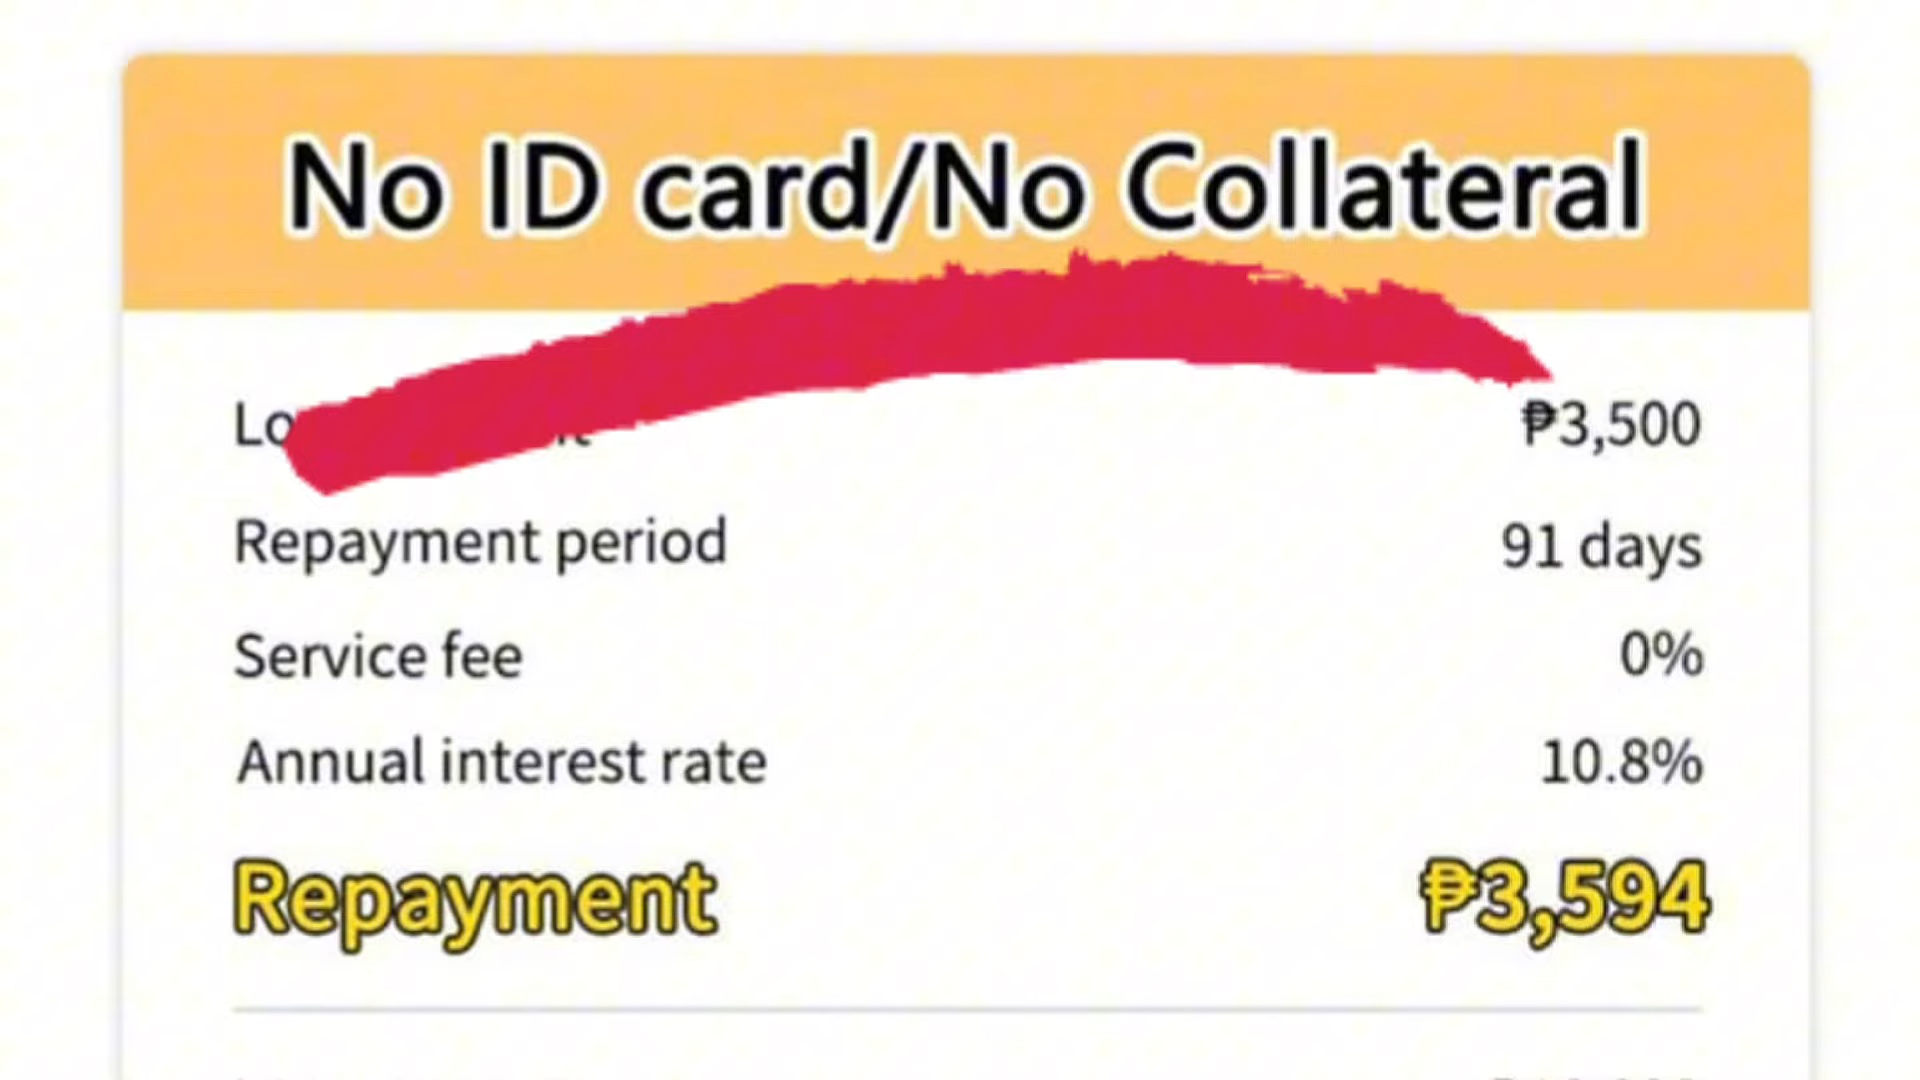 No ID card/No Collateral
₱3,500
Repayment period 91 days
Service fee 0%
Annual interest rate 10.8%
Repayment ₱3,594